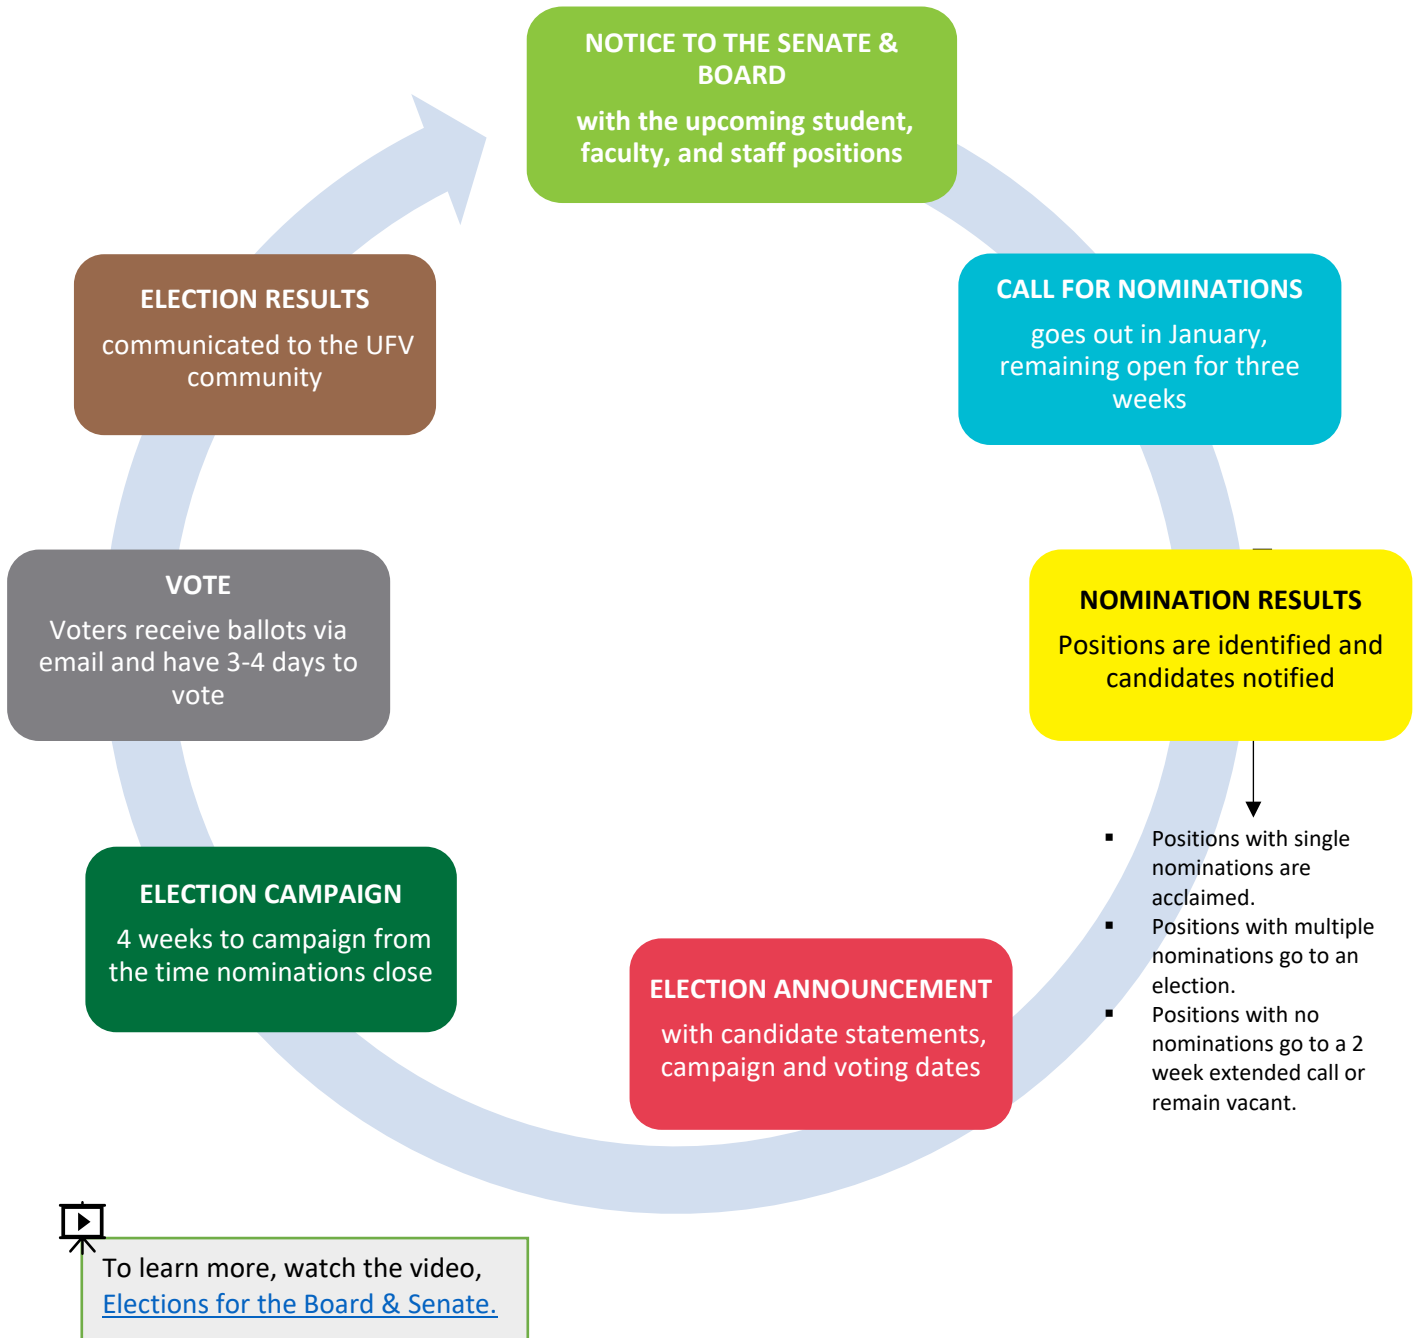 NOTICE TO THE SENATE &
BOARD
with the upcoming student,
faculty, and staff positions
CALL FOR NOMINATIONS
goes out in January,
remaining open for three
weeks
NOMINATION RESULTS
Positions are identified and
candidates notified
▪ Positions with single
nominations are
acclaimed.
▪ Positions with multiple
nominations go to an
election.
▪ Positions with no
nominations go to a 2
week extended call or
remain vacant.
ELECTION ANNOUNCEMENT
with candidate statements,
campaign and voting dates
ELECTION CAMPAIGN
4 weeks to campaign from
the time nominations close
VOTE
Voters receive ballots via
email and have 3-4 days to
vote
ELECTION RESULTS
communicated to the UFV
community
To learn more, watch the video,
Elections for the Board & Senate.